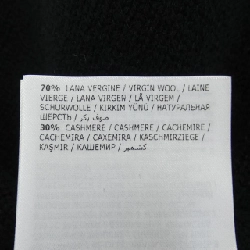 70% LANA VERGINE / VIRGIN WOOL / LAINE
VIERGE / LANA VIRGEN / LÃ VIRGEM /
SCHURWOLLE / KIRKIM YÜNÜ / НАТУРАЛЬНАЯ
ШЕРСТЬ / صوف بكر /
30% CASHMERE / CASHMERE / CACHEMIRE /
CACHEMIRA / CAXEMIRA / KASCHMIRZIEGE /
KAŞMİR / КАШЕМИР / كشمير /